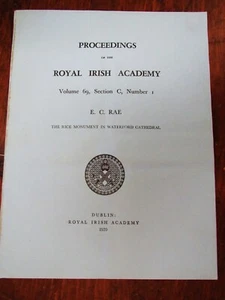 PROCEEDINGS
OF THE
ROYAL IRISH ACADEMY
Volume 69, Section C, Number 1
E. C. RAE
THE RICE MONUMENT IN WATERFORD CATHEDRAL
DUBLIN:
ROYAL IRISH ACADEMY
1970